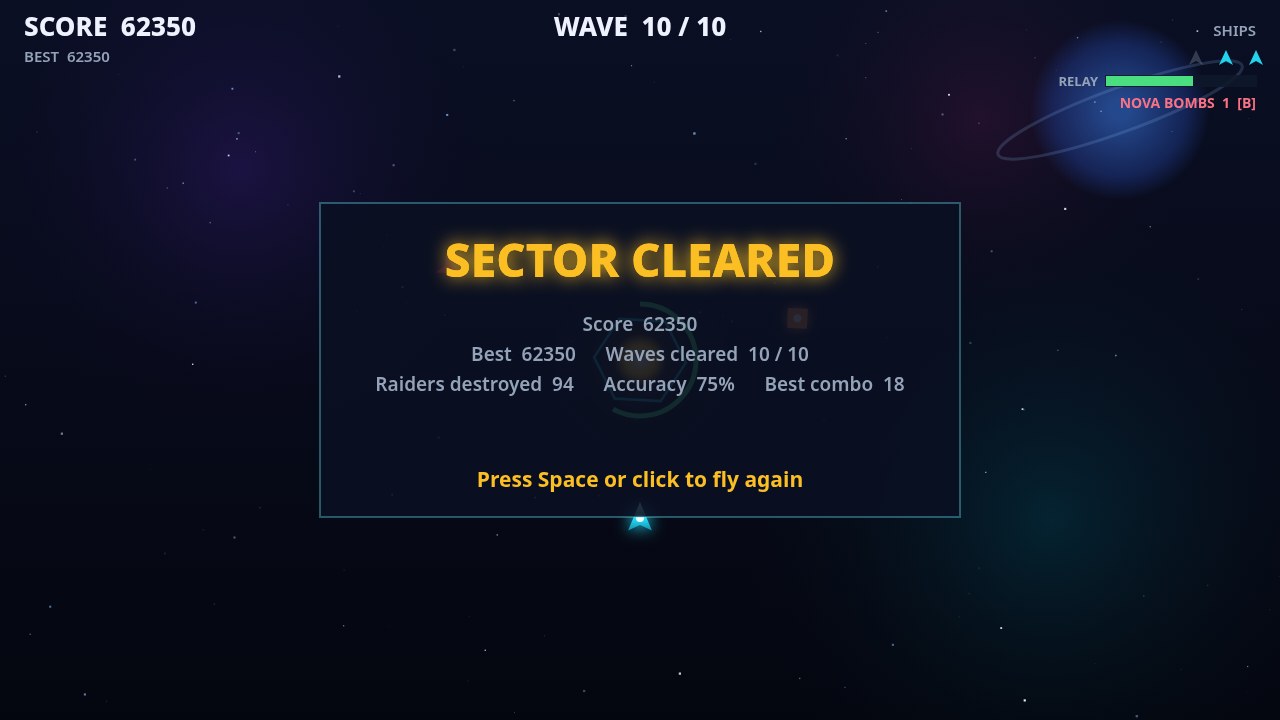 SCORE 62350
WAVE 10 / 10
SHIPS
BEST 62350
RELAY
NOVA BOMBS 1 [B]
SECTOR CLEARED
Score 62350
Best 62350 Waves cleared 10 / 10
Raiders destroyed 94 Accuracy 75% Best combo 18
Press Space or click to fly again